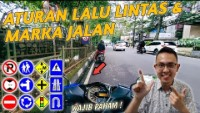 ATURAN LALU LINTAS &
MARKA JALAN
WAJIB PAHAM !